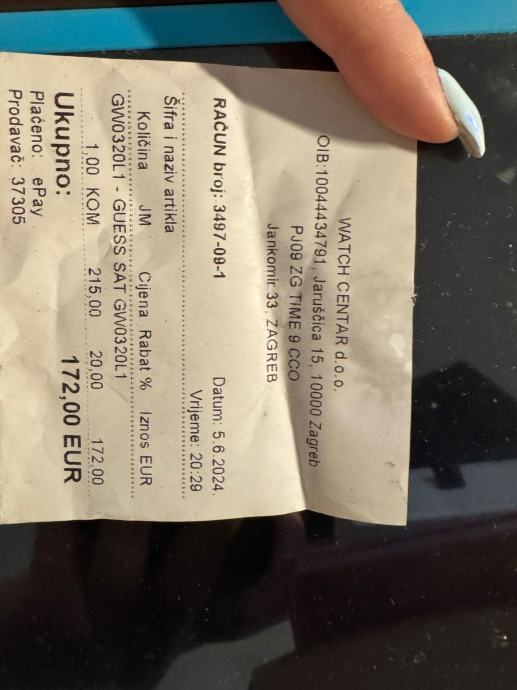 WATCH CENTAR d.o.o.
OIB:10044434791, Jaruščica 15, 10000 Zagreb
PJ09 ZG TIME 9 CCO
Jankomir 33, ZAGREB
RAČUN broj: 3497-09-1 Datum: 5.6.2024.
Vrijeme: 20:29
Šifra i naziv artikla
Količina JM Cijena Rabat % Iznos EUR
GW0320L1 - GUESS SAT GW0320L1
1,00 KOM 215,00 20,00 172,00
Ukupno: 172,00 EUR
Plaćeno: ePay
Prodavač: 37305